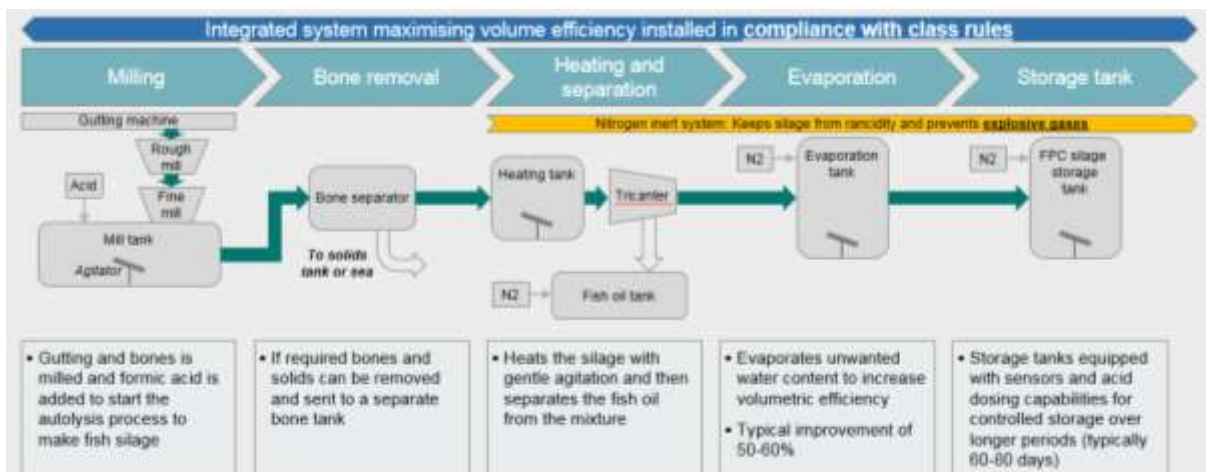 Integrated system maximising volume efficiency installed in compliance with class rules
Milling
Bone removal
Heating and
separation
Evaporation
Storage tank
Gutting machine
Nitrogen inert system: Keeps silage from rancidity and prevents explosive gases
Rough
mill
Acid
Fine
mill
Mill tank
Agitator
Bone separator
To solids
tank or sea
Heating tank
Tricanter
N2
Fish oil tank
N2
Evaporation
tank
N2
FPC silage
storage
tank
• Gutting and bones is
milled and formic acid is
added to start the
autolysis process to
make fish silage
• If required bones and
solids can be removed
and sent to a separate
bone tank
• Heats the silage with
gentle agitation and then
separates the fish oil
from the mixture
• Evaporates unwanted
water content to increase
volumetric efficiency
• Typical improvement of
50-60%
• Storage tanks equipped
with sensors and acid
dosing capabilities for
controlled storage over
longer periods (typically
60-80 days)